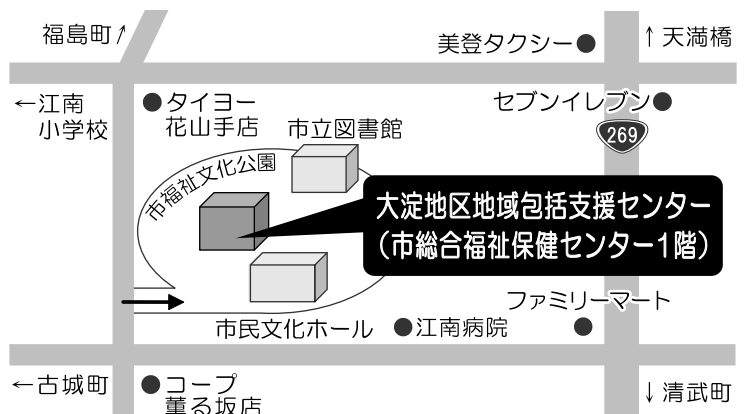 福島町↗
美登タクシー●
↑天満橋
←江南
小学校
●タイヨー
花山手店
市立図書館
セブンイレブン●
269
市福祉文化公園
大淀地区地域包括支援センター
（市総合福祉保健センター1階）
ファミリーマート
市民文化ホール
●江南病院
←古城町
●コープ
薫る坂店
↓清武町